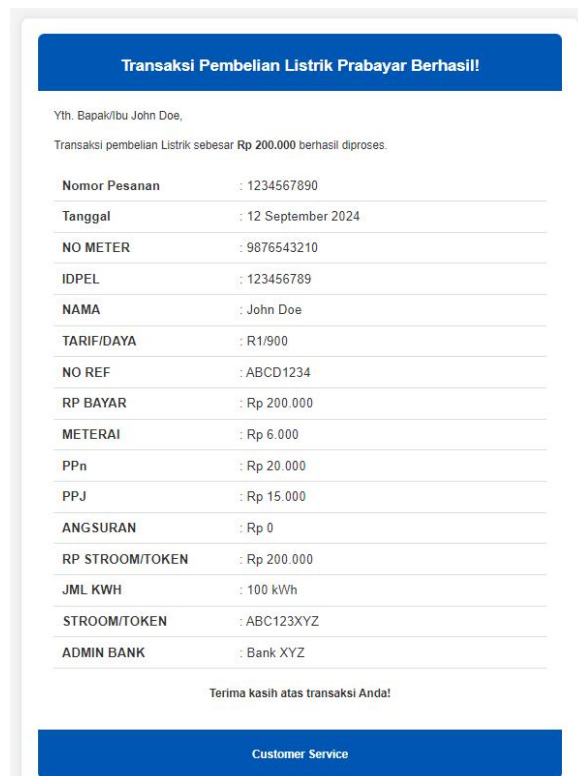 Transaksi Pembelian Listrik Prabayar Berhasil!
Yth. Bapak/Ibu John Doe,
Transaksi pembelian Listrik sebesar Rp 200.000 berhasil diproses.
Nomor Pesanan : 1234567890
Tanggal : 12 September 2024
NO METER : 9876543210
IDPEL : 123456789
NAMA : John Doe
TARIF/DAYA : R1/900
NO REF : ABCD1234
RP BAYAR : Rp 200.000
METERAI : Rp 6.000
PPn : Rp 20.000
PPJ : Rp 15.000
ANGSURAN : Rp 0
RP STROOM/TOKEN : Rp 200.000
JML KWH : 100 kWh
STROOM/TOKEN : ABC123XYZ
ADMIN BANK : Bank XYZ
Terima kasih atas transaksi Anda!
Customer Service